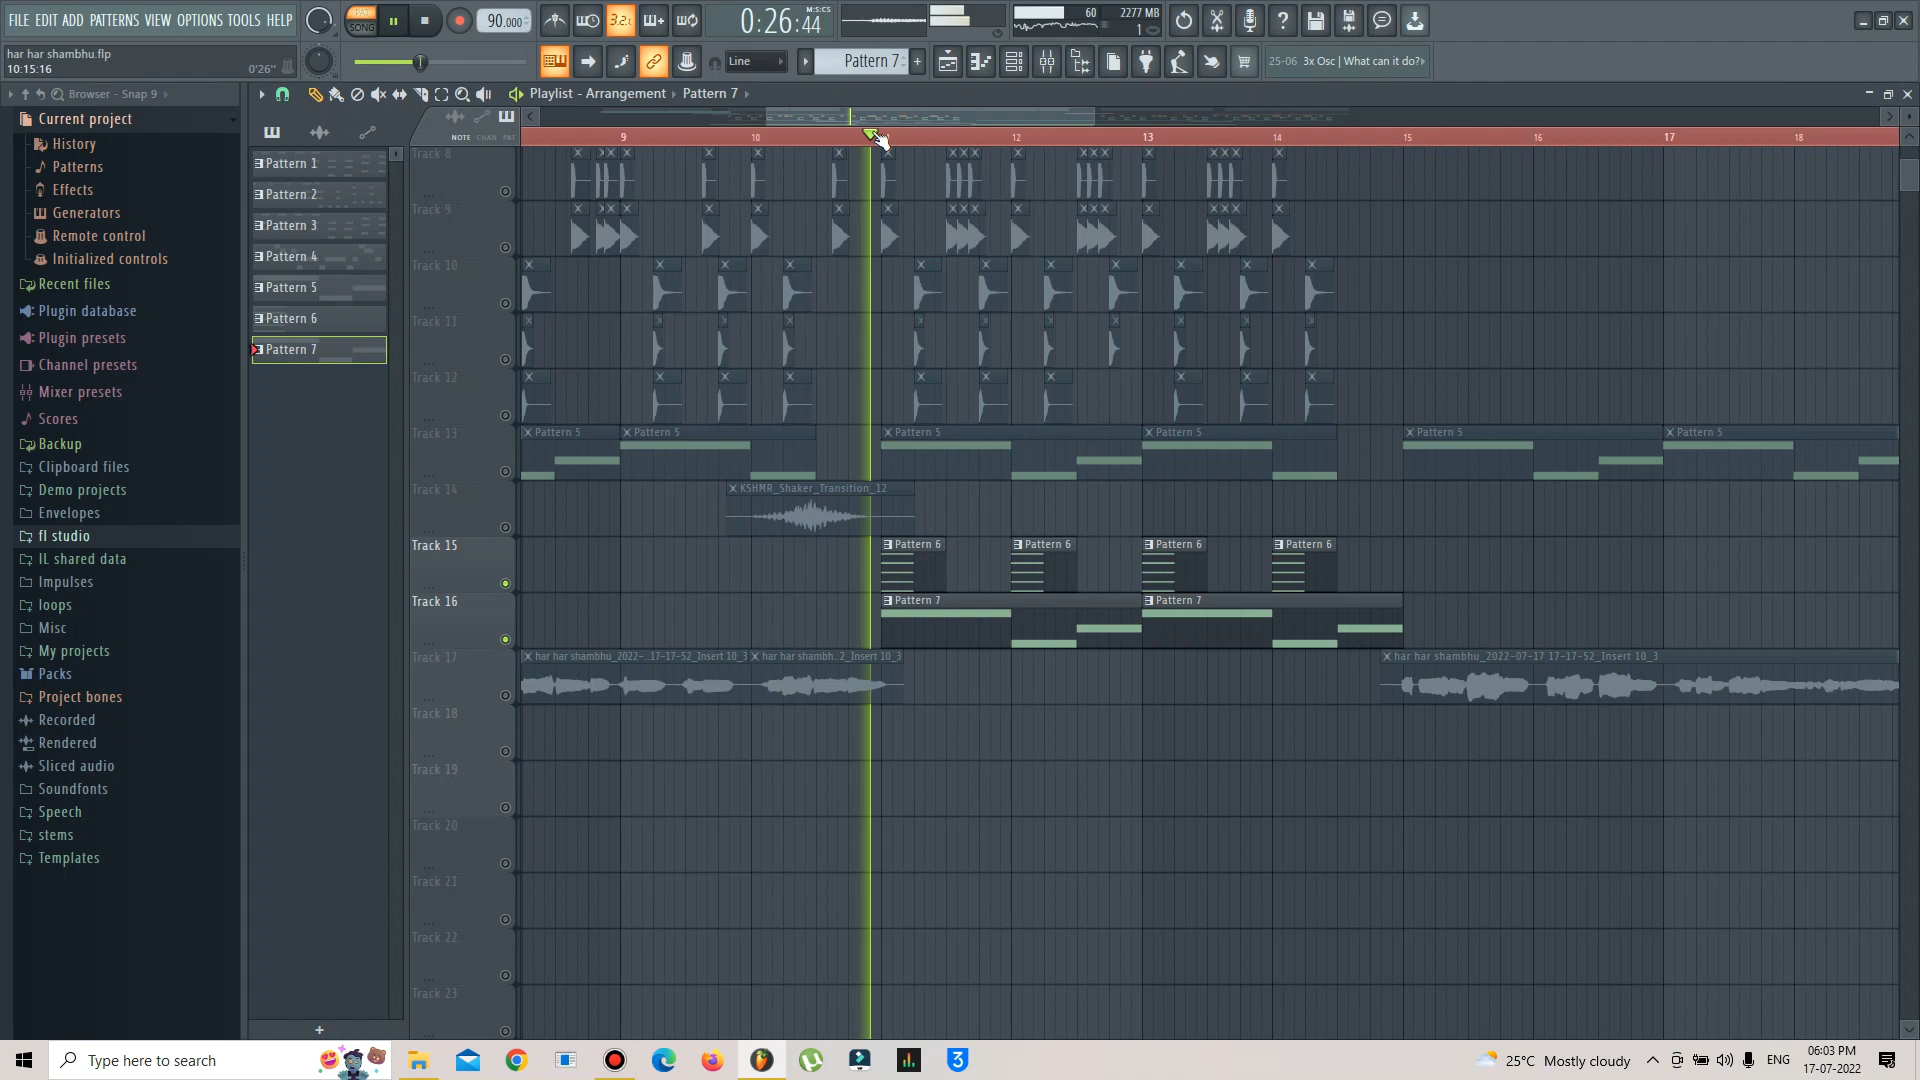 FILE EDIT ADD PATTERNS VIEW OPTIONS TOOLS HELP
PAT
SONG
90.000
3.2.
0:26:44
M:S:CS
60
2277 MB
1
har har shambhu.flp
10:15:16
0'26"
Line
Pattern 7
25-06 3x Osc | What can it do?
Browser - Snap 9
Playlist - Arrangement
Pattern 7
NOTE CHAN PAT
9 10 12 13 14 15 16 17 18
Current project
History
Patterns
Effects
Generators
Remote control
Initialized controls
Recent files
Plugin database
Plugin presets
Channel presets
Mixer presets
Scores
Backup
Clipboard files
Demo projects
Envelopes
fl studio
IL shared data
Impulses
loops
Misc
My projects
Packs
Project bones
Recorded
Rendered
Sliced audio
Soundfonts
Speech
stems
Templates
Pattern 1
Pattern 2
Pattern 3
Pattern 4
Pattern 5
Pattern 6
Pattern 7
Track 8
Track 9
Track 10
Track 11
Track 12
Track 13
Pattern 5 Pattern 5 Pattern 5 Pattern 5 Pattern 5 Pattern 5
Track 14
KSHMR_Shaker_Transition_12
Track 15
Pattern 6 Pattern 6 Pattern 6 Pattern 6
Track 16
Pattern 7 Pattern 7
Track 17
har har shambhu_2022-..17-17-52_Insert 10_3 har har shambh..2_Insert 10_3 har har shambhu_2022-07-17 17-17-52_Insert 10_3
Track 18
Track 19
Track 20
Track 21
Track 22
Track 23
Type here to search
25°C Mostly cloudy
ENG
06:03 PM
17-07-2022